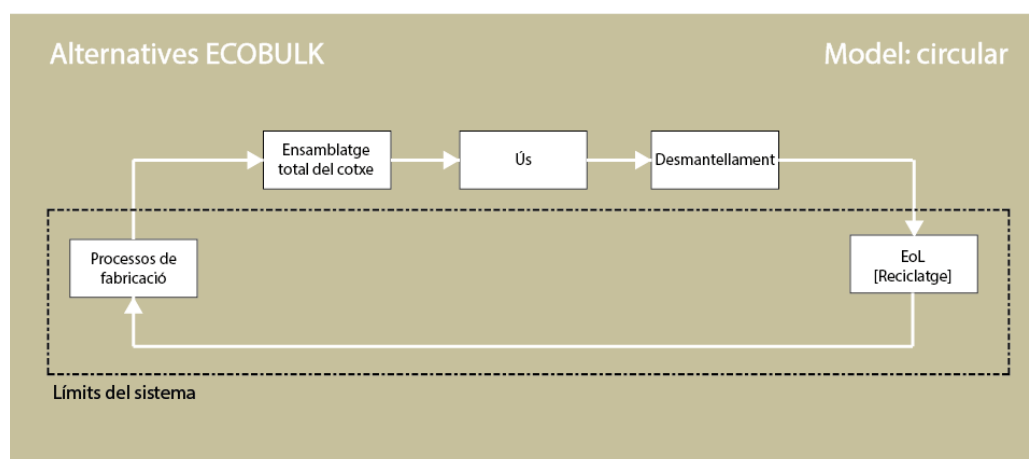 Alternatives ECOBULK
Model: circular
Ensamblatge
total del cotxe
Ús
Desmantellament
Processos de
fabricació
EoL
[Reciclatge]
Límits del sistema